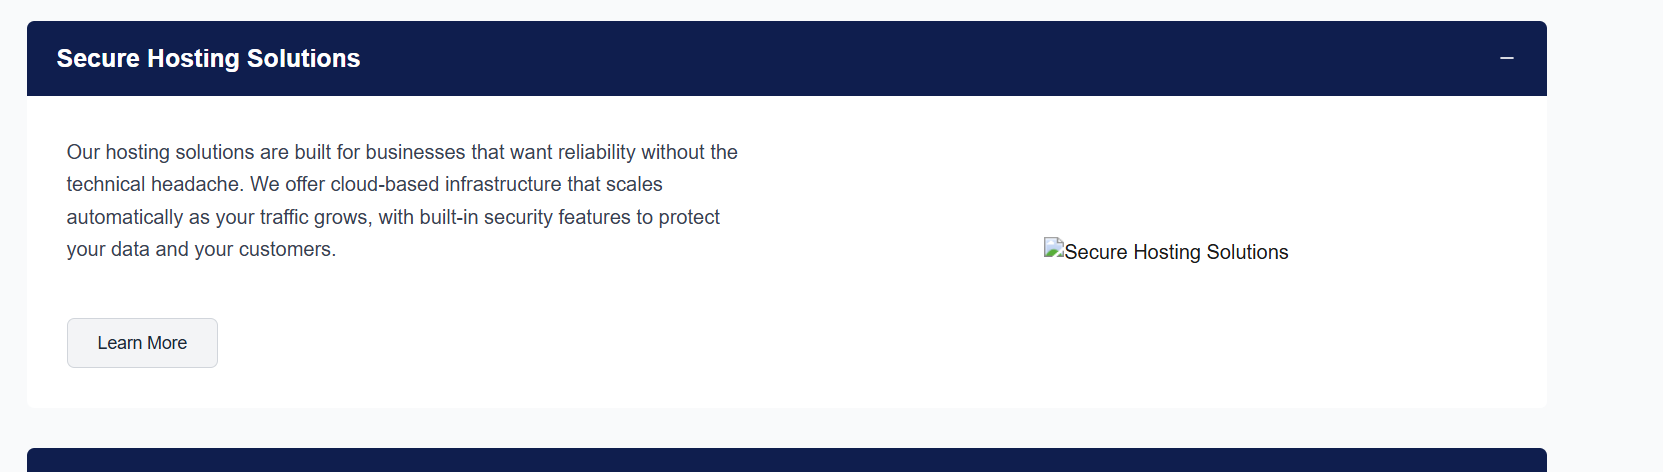 Secure Hosting Solutions
Our hosting solutions are built for businesses that want reliability without the
technical headache. We offer cloud-based infrastructure that scales
automatically as your traffic grows, with built-in security features to protect
your data and your customers.
Secure Hosting Solutions
Learn More